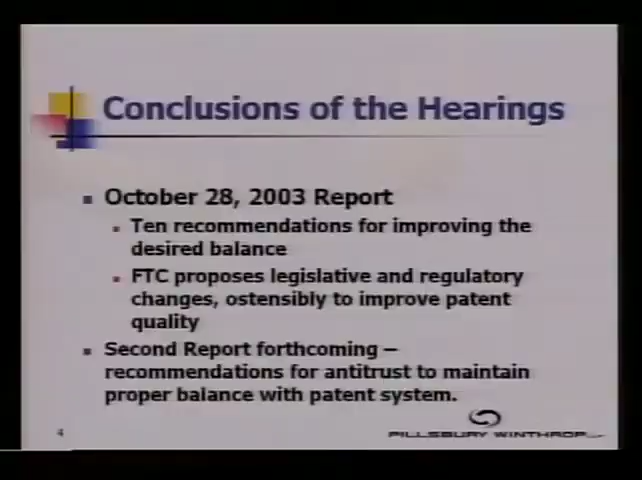 Conclusions of the Hearings
October 28, 2003 Report
Ten recommendations for improving the
desired balance
FTC proposes legislative and regulatory
changes, ostensibly to improve patent
quality
Second Report forthcoming –
recommendations for antitrust to maintain
proper balance with patent system.
4
PILLSBURY WINTHROP